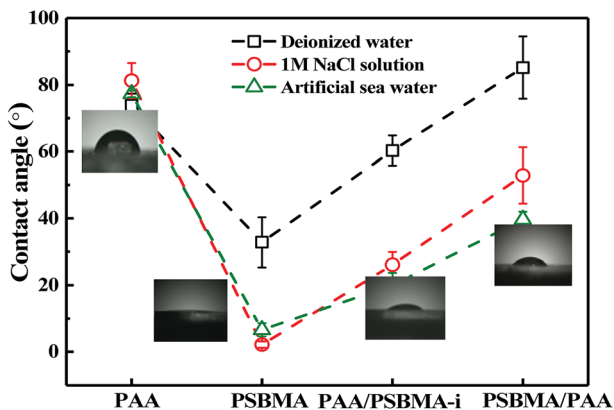 100
80
60
40
20
0
Contact angle (°)
Deionized water
1M NaCl solution
Artificial sea water
PAA PSBMA PAA/PSBMA-i PSBMA/PAA